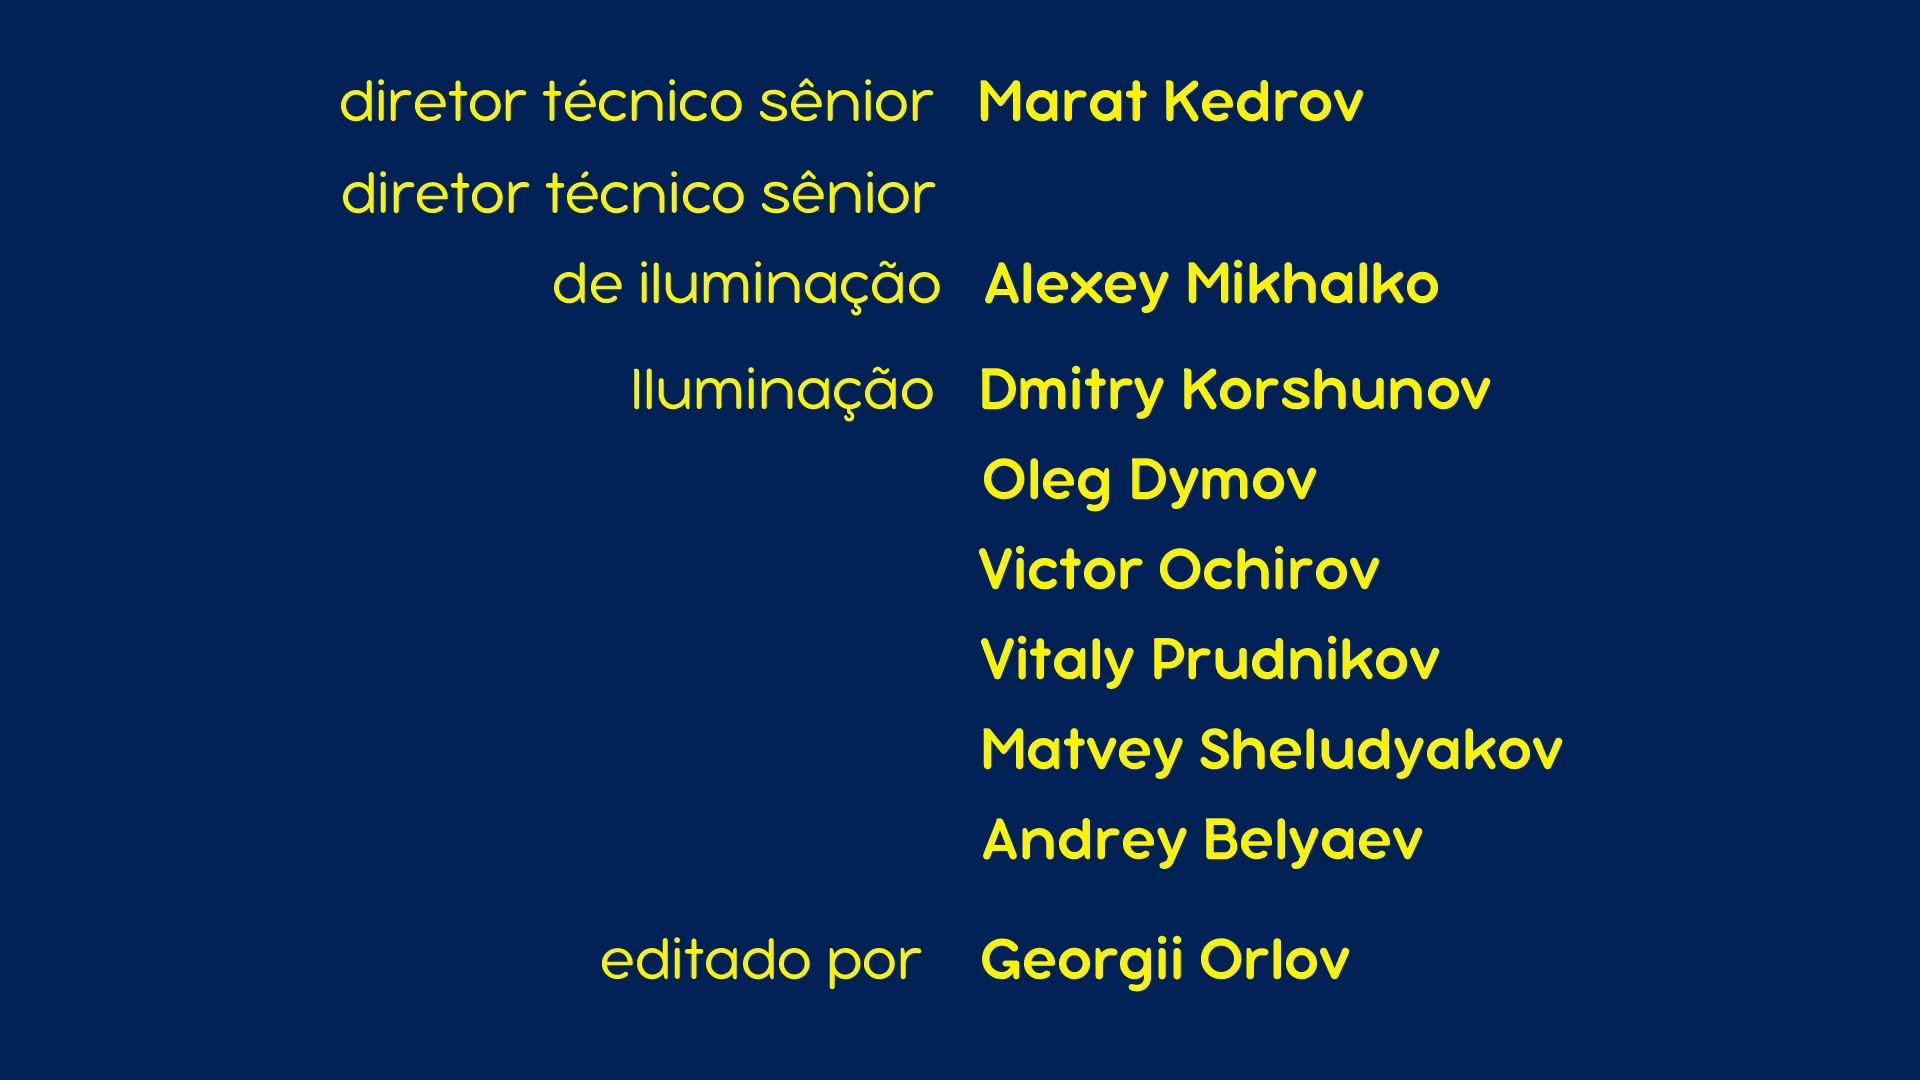 diretor técnico sênior Marat Kedrov
diretor técnico sênior
de iluminação Alexey Mikhalko
Iluminação Dmitry Korshunov
Oleg Dymov
Victor Ochirov
Vitaly Prudnikov
Matvey Sheludyakov
Andrey Belyaev
editado por Georgii Orlov